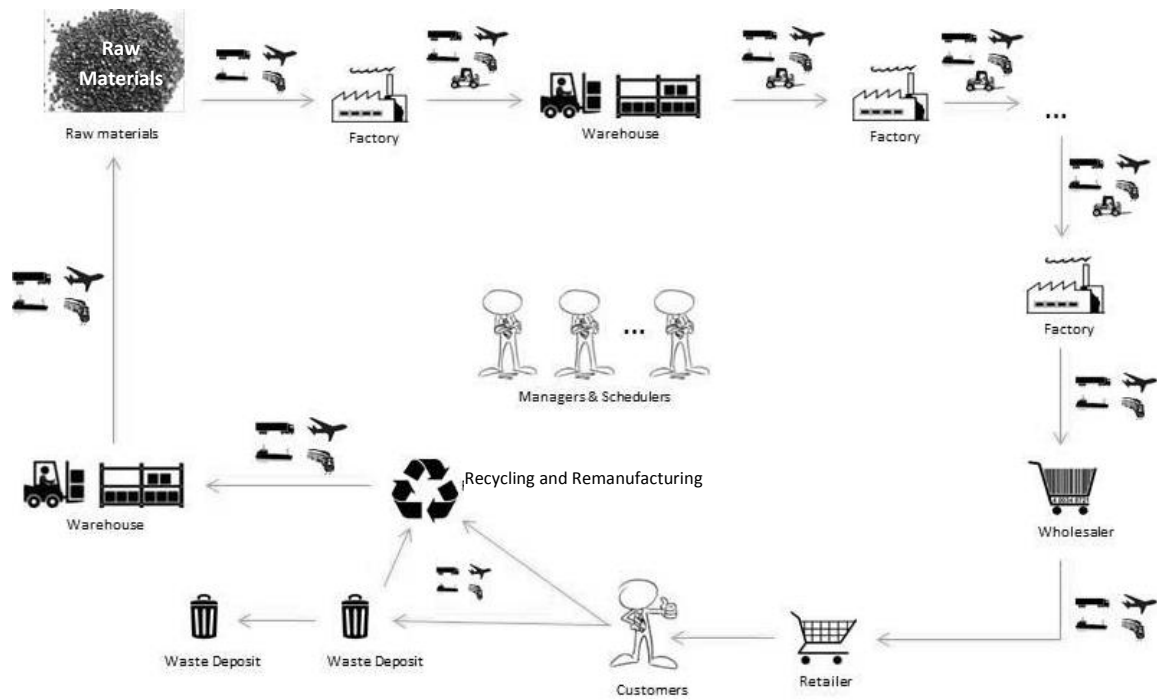 Raw
Materials
Raw materials
Factory
Warehouse
Factory
...
Factory
...
Managers & Schedulers
Recycling and Remanufacturing
Warehouse
Wholesaler
Waste Deposit
Waste Deposit
Customers
Retailer